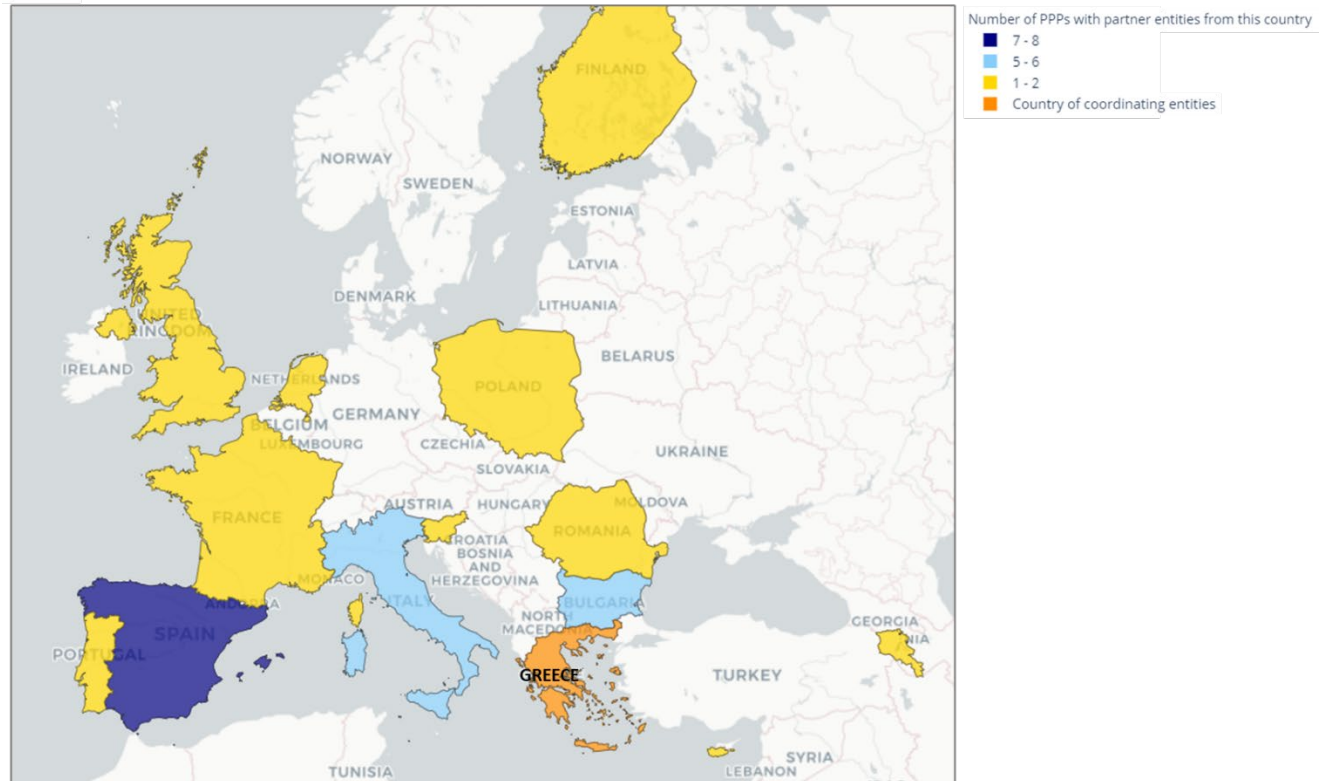 Number of PPPs with partner entities from this country
7 - 8
5 - 6
1 - 2
Country of coordinating entities
FINLAND
NORWAY
SWEDEN
ESTONIA
LATVIA
DENMARK
LITHUANIA
UNITED
KINGDOM
BELARUS
IRELAND
NETHERLANDS
POLAND
GERMANY
BELGIUM
LUXEMBOURG
CZECHIA
UKRAINE
SLOVAKIA
AUSTRIA
HUNGARY
MOLDOVA
FRANCE
ROMANIA
ROATIA
BOSNIA
AND
HERZEGOVINA
MONACO
ITALY
ANDORRA
BULGARIA
NORTH
MACEDONIA
GEORGIA
NIA
SPAIN
PORTUGAL
GREECE
TURKEY
SYRIA
LEBANON
TUNISIA